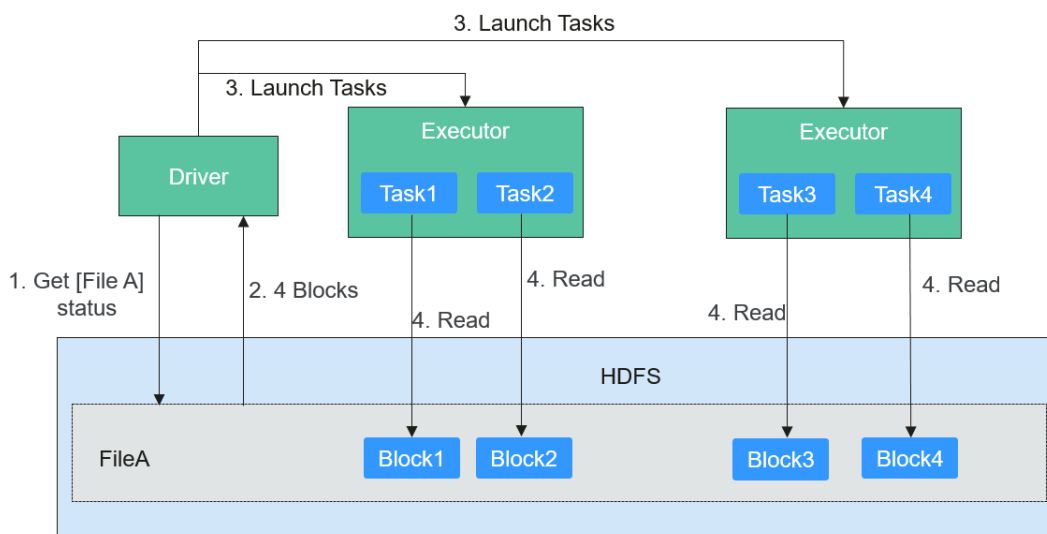 3. Launch Tasks
3. Launch Tasks
Executor
Executor
Driver
Task1
Task2
Task3
Task4
1. Get [File A]
status
2. 4 Blocks
4. Read
4. Read
4. Read
4. Read
HDFS
FileA
Block1
Block2
Block3
Block4